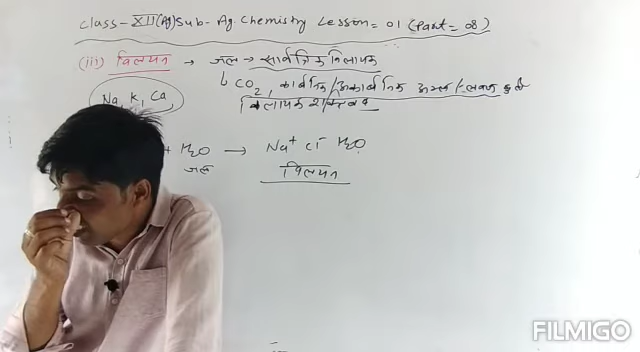 Class - XII (Ag) Sub - Ag. Chemistry Lesson = 01 (Part = 08)
(iii) विलयन → जल → सार्वत्रिक विलायक
CO2, कार्बनिक/अकार्बनिक अम्ल/लवण
Na, K, Ca
विलायक
+ H2O → Na+ Cl- H2O
जल विलयन
FILMIGO